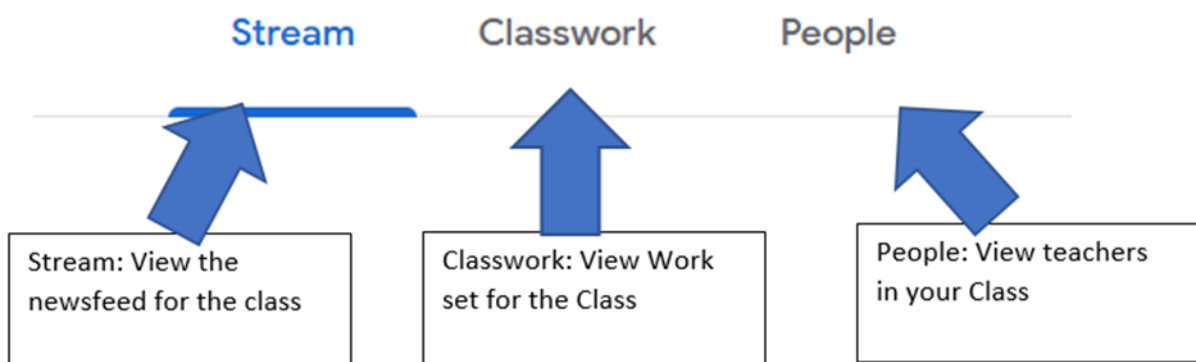 Stream
Classwork
People
Stream: View the
newsfeed for the class
Classwork: View Work
set for the Class
People: View teachers
in your Class